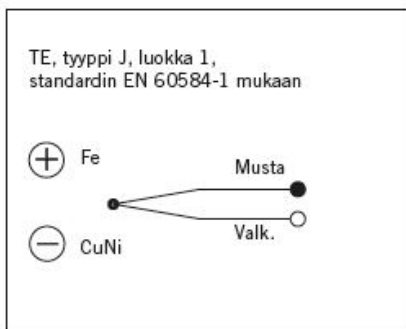 TE, tyyppi J, luokka 1,
standardin EN 60584-1 mukaan
+ Fe
Musta
− CuNi
Valk.